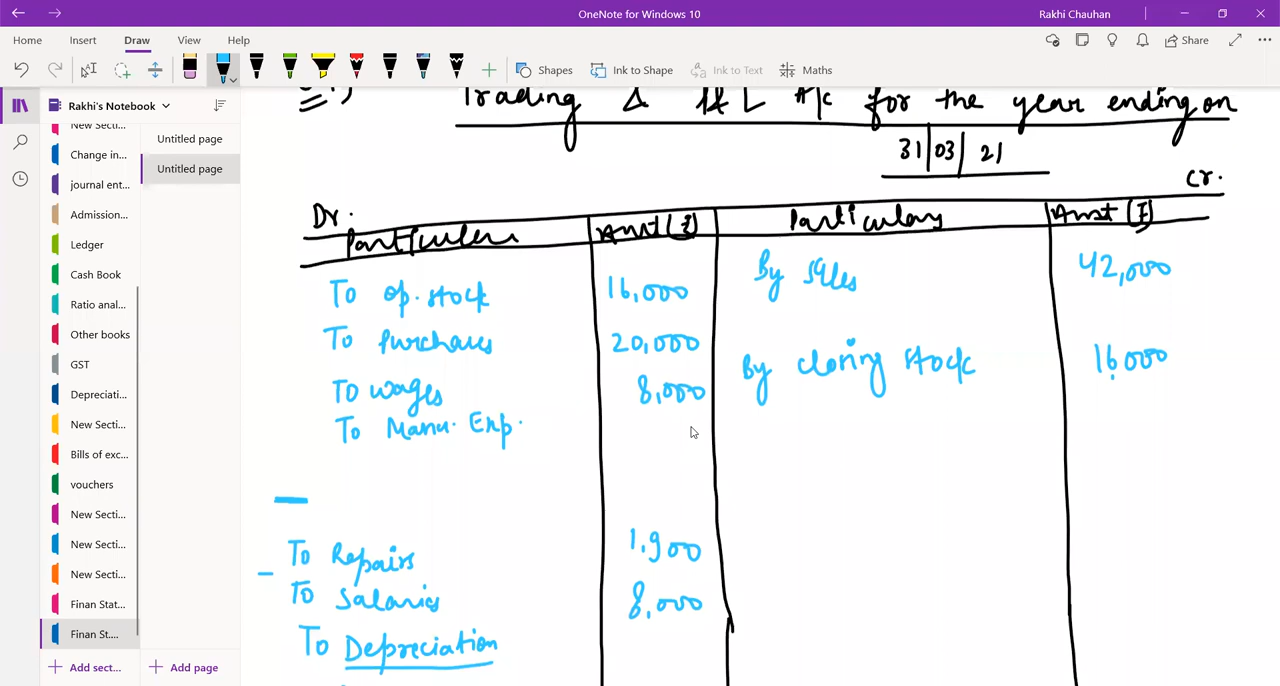 OneNote for Windows 10
Rakhi Chauhan
Home Insert Draw View Help
Shapes Ink to Shape Ink to Text Maths Share
Rakhi's Notebook
New Secti...
Change in...
journal ent...
Admission...
Ledger
Cash Book
Ratio anal...
Other books
GST
Depreciati...
New Secti...
Bills of exc...
vouchers
New Secti...
New Secti...
New Secti...
Finan Stat...
Finan St....
Add sect...
Untitled page
Untitled page
Add page
Trading & P&L A/c for the year ending on
31/03/21
Dr. Cr.
Particulars Amt (₹) Particulars Amt (₹)
To op. stock 16,000 By Sales 42,000
To Purchases 20,000 By closing stock 16000
To wages 8,000
To Manu. Exp.
To Repairs 1,900
To Salaries 8,000
To Depreciation